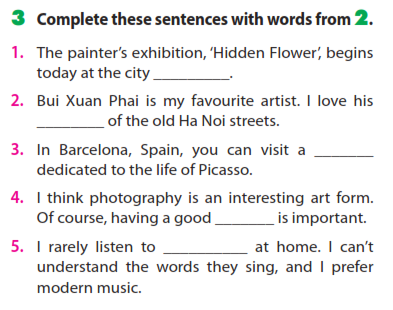 3 Complete these sentences with words from 2.
1. The painter's exhibition, 'Hidden Flower', begins
today at the city __________.
2. Bui Xuan Phai is my favourite artist. I love his
_________ of the old Ha Noi streets.
3. In Barcelona, Spain, you can visit a ________
dedicated to the life of Picasso.
4. I think photography is an interesting art form.
Of course, having a good ________ is important.
5. I rarely listen to ___________ at home. I can't
understand the words they sing, and I prefer
modern music.